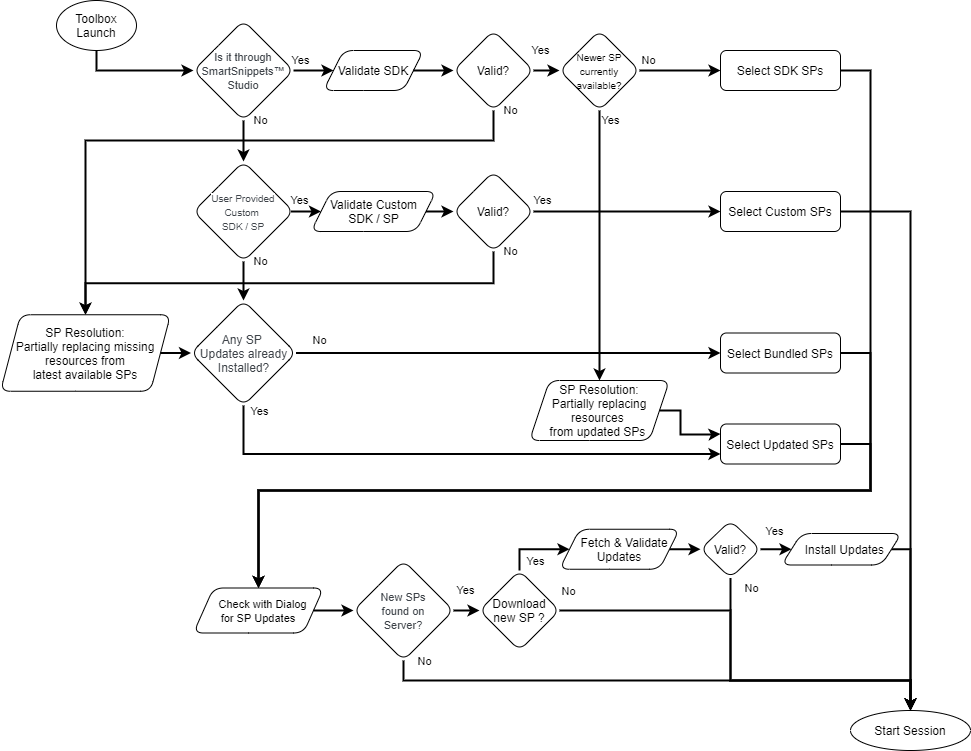 Toolbox
Launch
Is it through
SmartSnippets™
Studio
Yes
Validate SDK
Valid?
Yes
Newer SP
currently
available?
No
Select SDK SPs
No
No
Yes
User Provided
Custom
SDK / SP
Yes
Validate Custom
SDK / SP
Valid?
Yes
Select Custom SPs
No
No
SP Resolution:
Partially replacing missing
resources from
latest available SPs
Any SP
Updates already
Installed?
No
Select Bundled SPs
Yes
SP Resolution:
Partially replacing
resources
from updated SPs
Select Updated SPs
Check with Dialog
for SP Updates
New SPs
found on
Server?
Yes
Download
new SP ?
Yes
No
Fetch & Validate
Updates
Valid?
Yes
Install Updates
No
No
Start Session